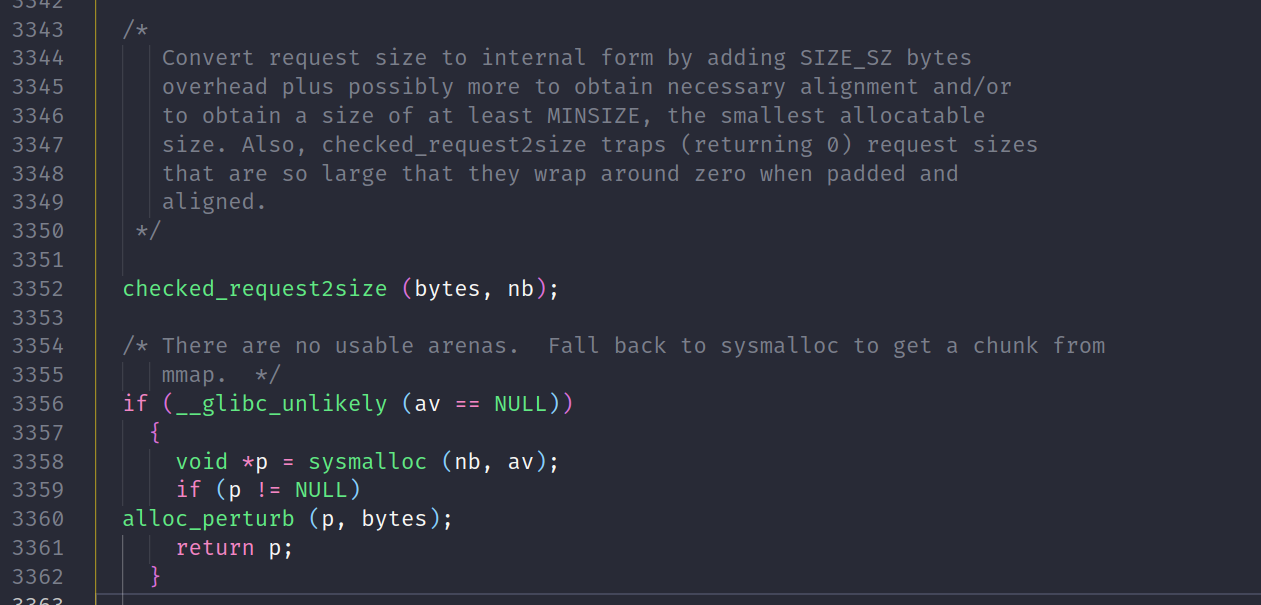 3342
3343 /*
3344 Convert request size to internal form by adding SIZE_SZ bytes
3345 overhead plus possibly more to obtain necessary alignment and/or
3346 to obtain a size of at least MINSIZE, the smallest allocatable
3347 size. Also, checked_request2size traps (returning 0) request sizes
3348 that are so large that they wrap around zero when padded and
3349 aligned.
3350 */
3351
3352 checked_request2size (bytes, nb);
3353
3354 /* There are no usable arenas.  Fall back to sysmalloc to get a chunk from
3355 mmap.  */
3356 if (__glibc_unlikely (av == NULL))
3357 {
3358 void *p = sysmalloc (nb, av);
3359 if (p != NULL)
3360 alloc_perturb (p, bytes);
3361 return p;
3362 }
3363